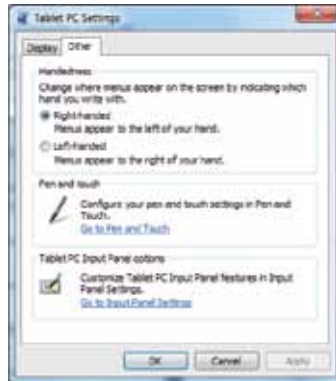 Tablet PC Settings
Display Other
Handedness
Change where menus appear on the screen by indicating which
hand you write with.
Right-handed
Menus appear to the left of your hand.
Left-handed
Menus appear to the right of your hand.
Pen and touch
Configure your pen and touch settings in Pen and
Touch.
Go to Pen and Touch
Tablet PC Input Panel options
Customize Tablet PC Input Panel features in Input
Panel Settings.
Go to Input Panel Settings
OK Cancel Apply